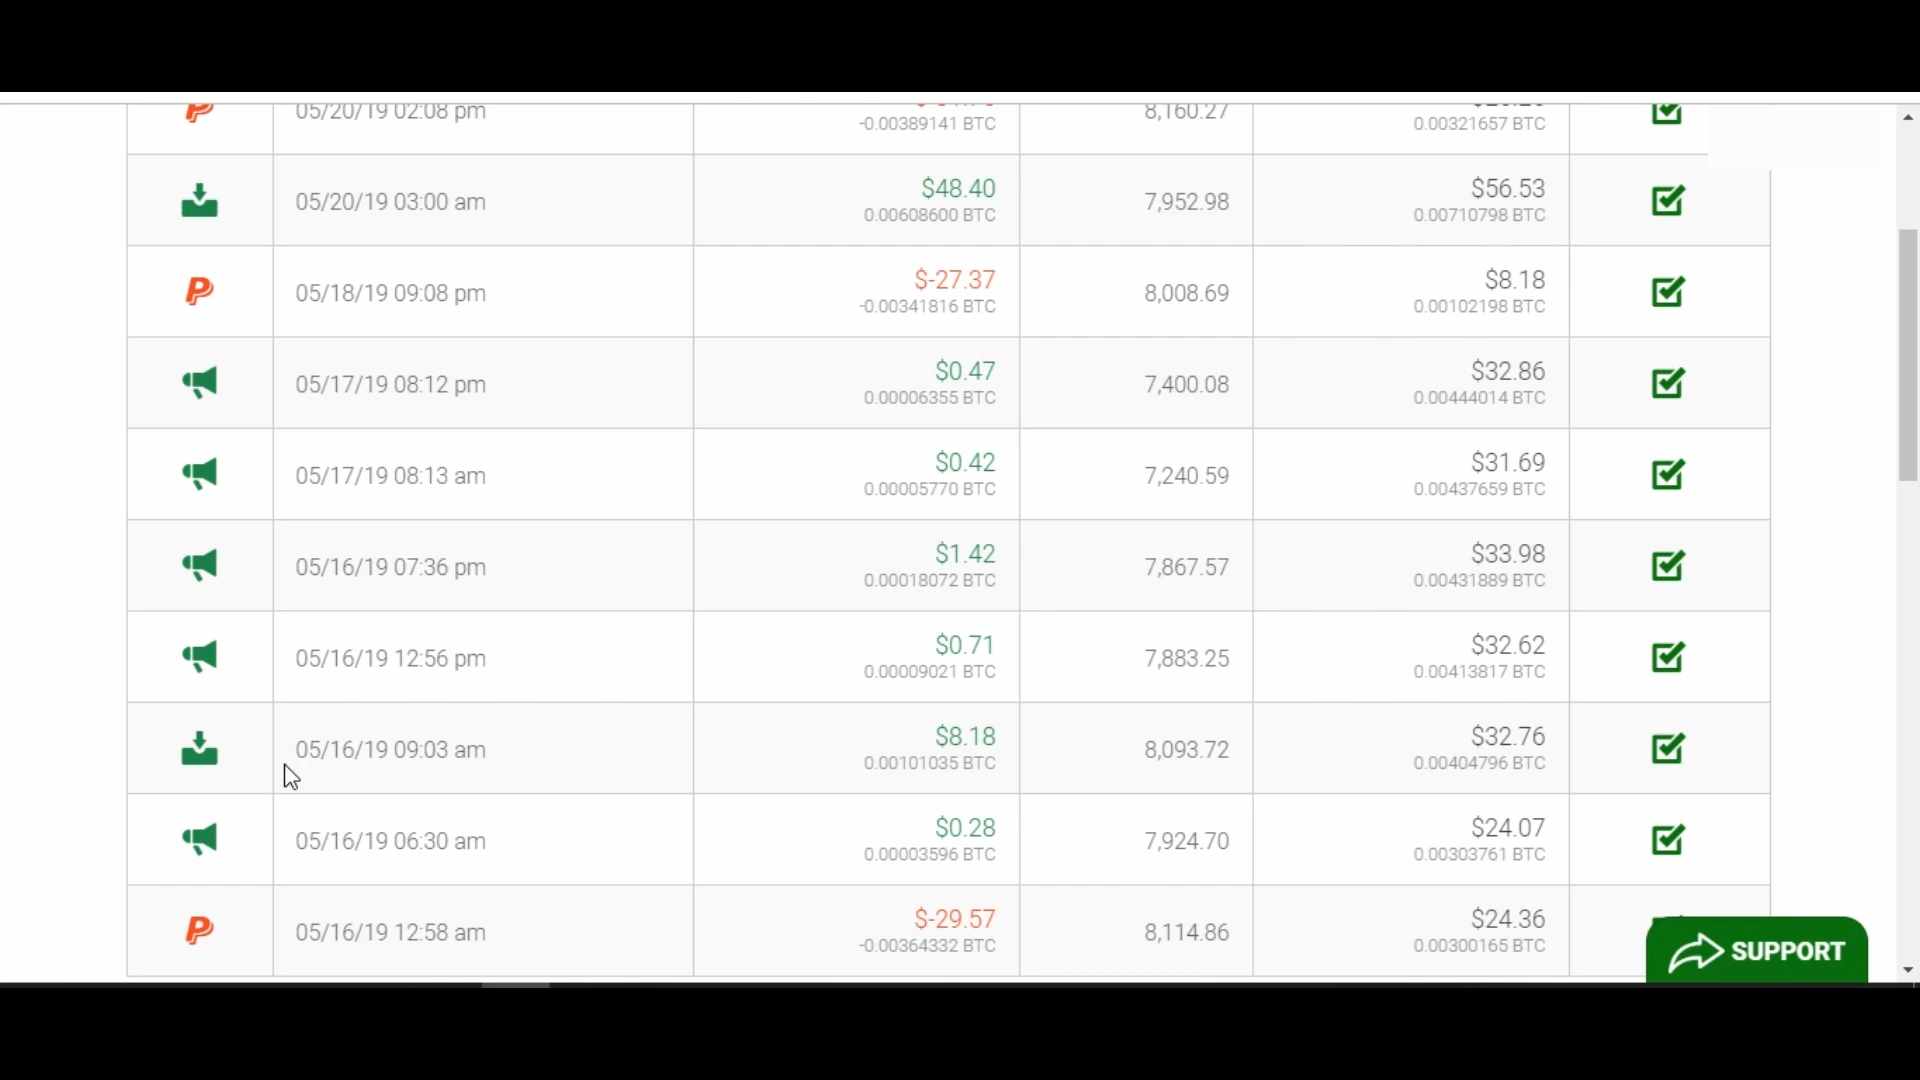 05/20/19 02:08 pm
-0.00389141 BTC
8,160.27
0.00321657 BTC
05/20/19 03:00 am
$48.40
0.00608600 BTC
7,952.98
$56.53
0.00710798 BTC
05/18/19 09:08 pm
$-27.37
-0.00341816 BTC
8,008.69
$8.18
0.00102198 BTC
05/17/19 08:12 pm
$0.47
0.00006355 BTC
7,400.08
$32.86
0.00444014 BTC
05/17/19 08:13 am
$0.42
0.00005770 BTC
7,240.59
$31.69
0.00437659 BTC
05/16/19 07:36 pm
$1.42
0.00018072 BTC
7,867.57
$33.98
0.00431889 BTC
05/16/19 12:56 pm
$0.71
0.00009021 BTC
7,883.25
$32.62
0.00413817 BTC
05/16/19 09:03 am
$8.18
0.00101035 BTC
8,093.72
$32.76
0.00404796 BTC
05/16/19 06:30 am
$0.28
0.00003596 BTC
7,924.70
$24.07
0.00303761 BTC
05/16/19 12:58 am
$-29.57
-0.00364332 BTC
8,114.86
$24.36
0.00300165 BTC
SUPPORT